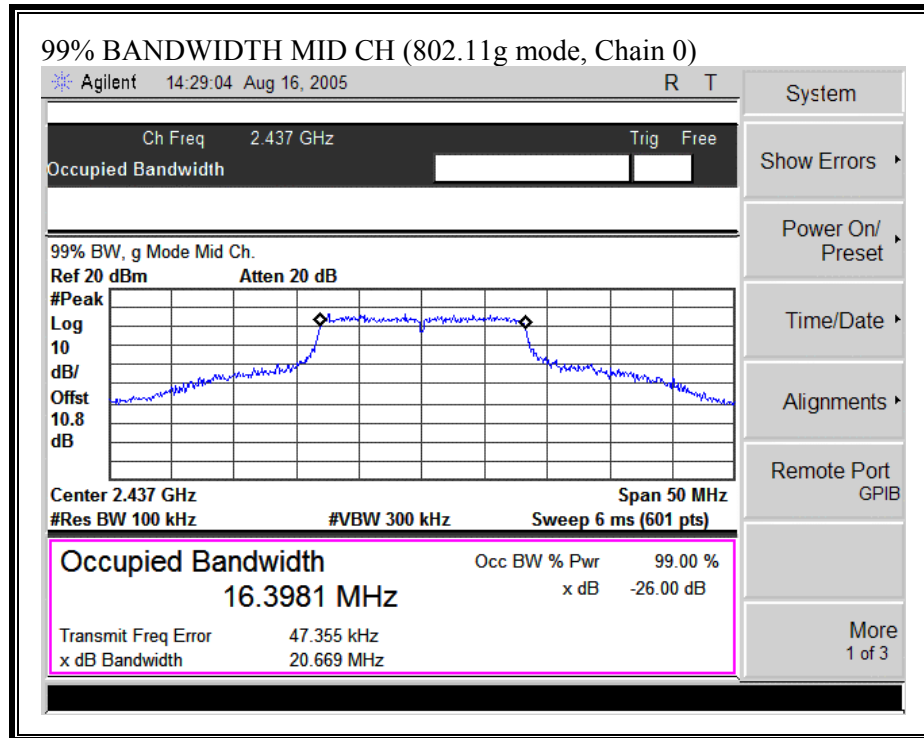 99% BANDWIDTH MID CH (802.11g mode, Chain 0)
Agilent 14:29:04 Aug 16, 2005 R T
System
Ch Freq 2.437 GHz Trig Free
Occupied Bandwidth
Show Errors
Power On/
Preset
99% BW, g Mode Mid Ch.
Ref 20 dBm Atten 20 dB
#Peak
Log
10
dB/
Offst
10.8
dB
Time/Date
Alignments
Remote Port
GPIB
Center 2.437 GHz Span 50 MHz
#Res BW 100 kHz #VBW 300 kHz Sweep 6 ms (601 pts)
Occupied Bandwidth Occ BW % Pwr 99.00 %
16.3981 MHz x dB -26.00 dB
Transmit Freq Error 47.355 kHz
x dB Bandwidth 20.669 MHz
More
1 of 3